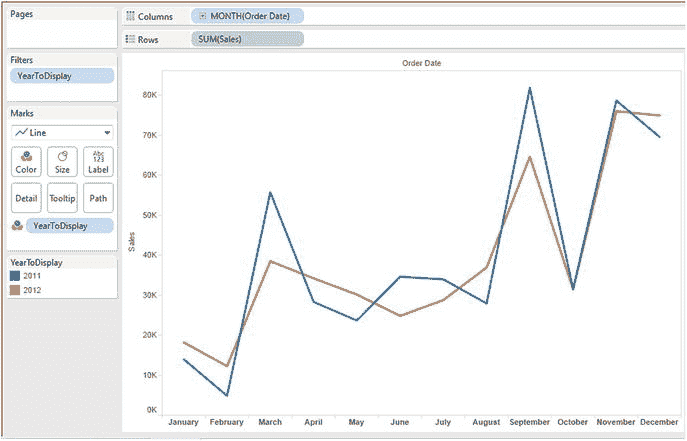 Pages
Columns
MONTH(Order Date)
Rows
SUM(Sales)
Filters
YearToDisplay
Marks
Line
Color
Size
Abc
123
Label
Detail
Tooltip
Path
YearToDisplay
YearToDisplay
2011
2012
Order Date
Sales
80K
70K
60K
50K
40K
30K
20K
10K
0K
January February March April May June July August September October November December